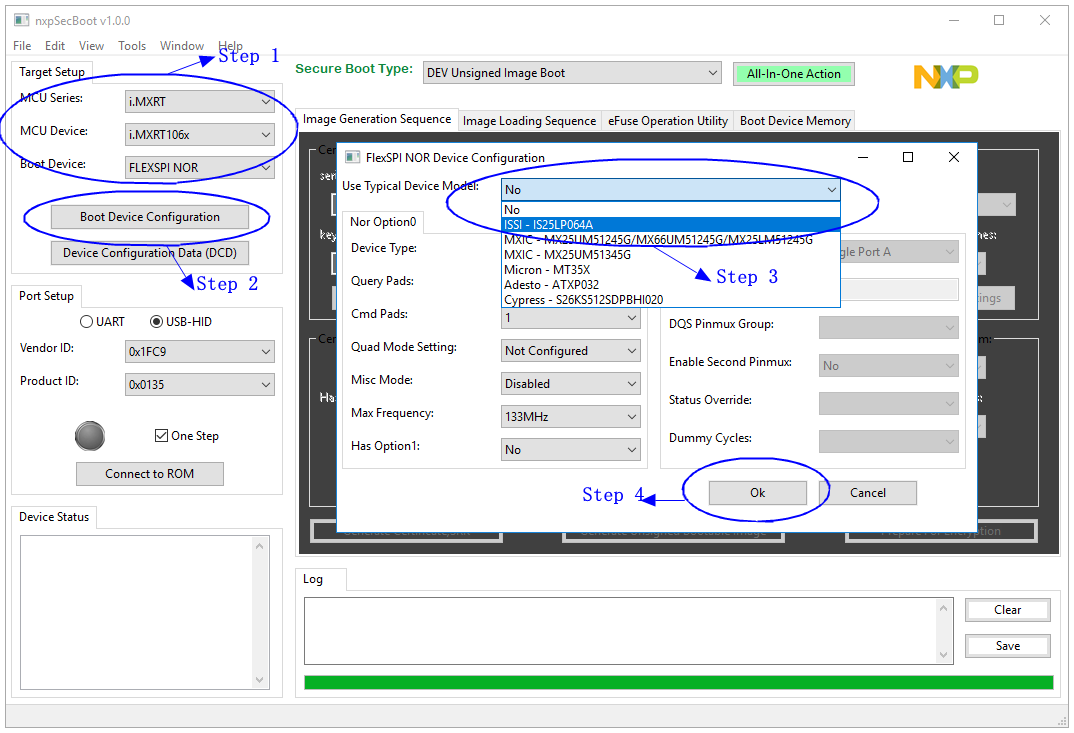 nxpSecBoot v1.0.0
File Edit View Tools Window Help
Step 1
Target Setup
MCU Series: i.MXRT
MCU Device: i.MXRT106x
Boot Device: FLEXSPI NOR
Boot Device Configuration
Device Configuration Data (DCD)
Step 2
Port Setup
UART USB-HID
Vendor ID: 0x1FC9
Product ID: 0x0135
One Step
Connect to ROM
Device Status
Secure Boot Type: DEV Unsigned Image Boot All-In-One Action
NXP
Image Generation Sequence Image Loading Sequence eFuse Operation Utility Boot Device Memory
FlexSPI NOR Device Configuration
Use Typical Device Model: No
No
ISSI - IS25LP064A
MXIC - MX25UM51245G/MX66UM51245G/MX25LM51245G
MXIC - MX25UM51345G
Micron - MT35X
Adesto - ATXP032
Cypress - S26KS512SDPBHI020
Step 3
Nor Option0
Device Type:
Query Pads:
Cmd Pads: 1
Quad Mode Setting: Not Configured
Misc Mode: Disabled
Max Frequency: 133MHz
Has Option1: No
Port A
DQS Pinmux Group:
Enable Second Pinmux: No
Status Override:
Dummy Cycles:
Step 4
Ok Cancel
Generate Unsigned Bootable Image
Prepare For Encryption
Log
Clear
Save